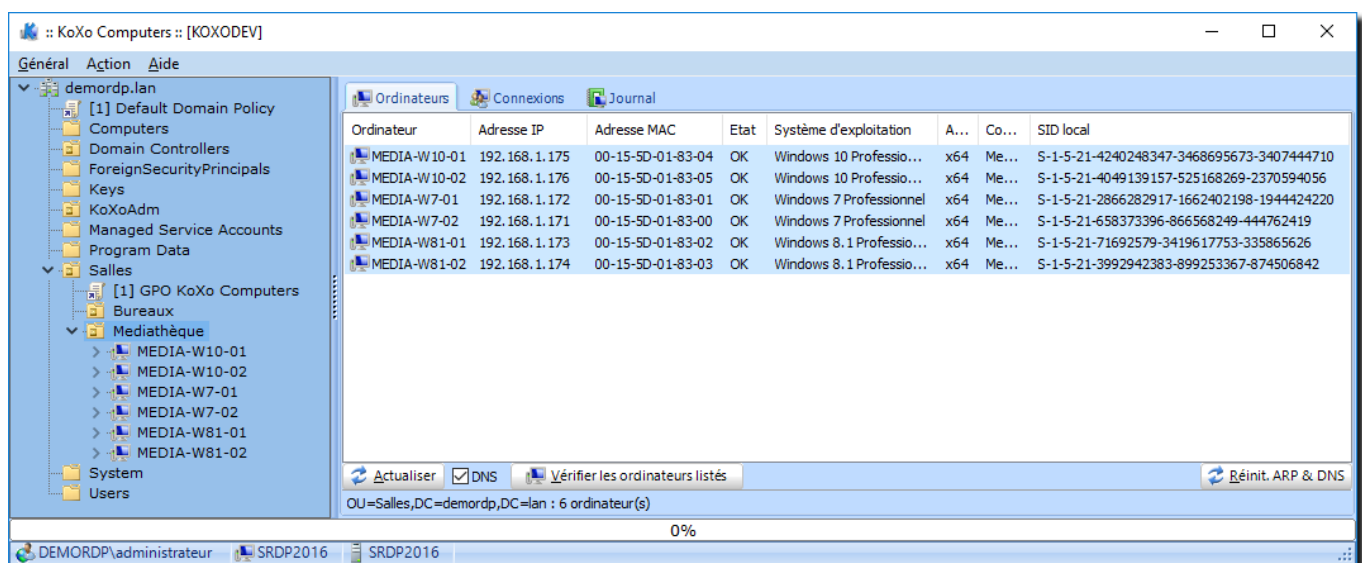 :: KoXo Computers :: [KOXODEV]
Général Action Aide
demordp.lan
[1] Default Domain Policy
Computers
Domain Controllers
ForeignSecurityPrincipals
Keys
KoXoAdm
Managed Service Accounts
Program Data
Salles
[1] GPO KoXo Computers
Bureaux
Mediathèque
MEDIA-W10-01
MEDIA-W10-02
MEDIA-W7-01
MEDIA-W7-02
MEDIA-W81-01
MEDIA-W81-02
System
Users
Ordinateurs Connexions Journal
Ordinateur Adresse IP Adresse MAC Etat Système d'exploitation A... Co... SID local
MEDIA-W10-01 192.168.1.175 00-15-5D-01-83-04 OK Windows 10 Professio... x64 Me... S-1-5-21-4240248347-3468695673-3407444710
MEDIA-W10-02 192.168.1.176 00-15-5D-01-83-05 OK Windows 10 Professio... x64 Me... S-1-5-21-4049139157-525168269-2370594056
MEDIA-W7-01 192.168.1.172 00-15-5D-01-83-01 OK Windows 7 Professionnel x64 Me... S-1-5-21-2866282917-1662402198-1944424220
MEDIA-W7-02 192.168.1.171 00-15-5D-01-83-00 OK Windows 7 Professionnel x64 Me... S-1-5-21-658373396-866568249-444762419
MEDIA-W81-01 192.168.1.173 00-15-5D-01-83-02 OK Windows 8.1 Professio... x64 Me... S-1-5-21-71692579-3419617753-335865626
MEDIA-W81-02 192.168.1.174 00-15-5D-01-83-03 OK Windows 8.1 Professio... x64 Me... S-1-5-21-3992942383-899253367-874506842
Actualiser DNS Vérifier les ordinateurs listés Réinit. ARP & DNS
OU=Salles,DC=demordp,DC=lan : 6 ordinateur(s)
0%
DEMORDP\administrateur SRDP2016 SRDP2016